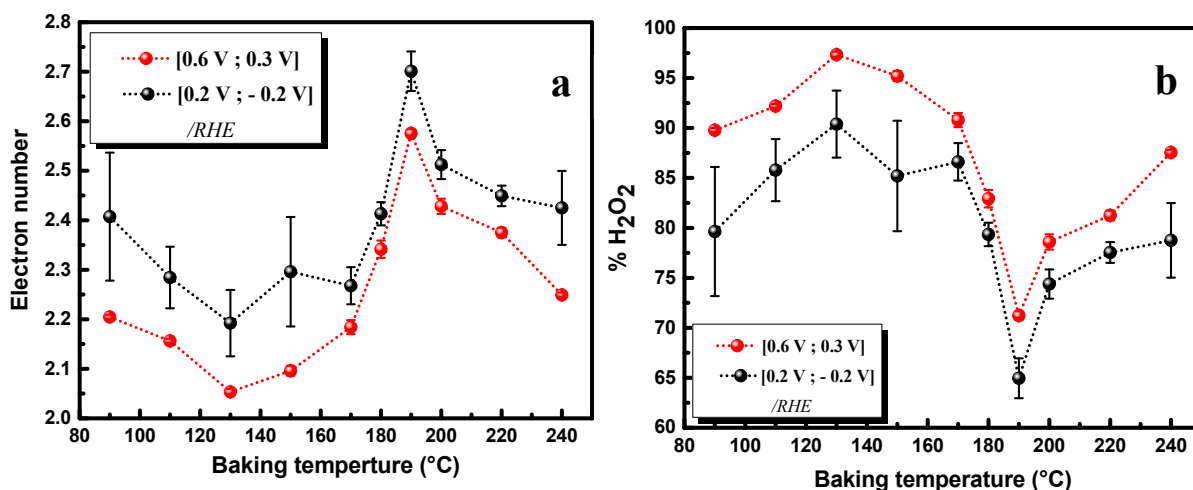 2.8
2.7
2.6
2.5
2.4
2.3
2.2
2.1
2.0
Electron number
[0.6 V ; 0.3 V]
[0.2 V ; - 0.2 V]
/RHE
a
80 100 120 140 160 180 200 220 240
Baking temperture (°C)
100
95
90
85
80
75
70
65
60
% H₂O₂
b
[0.6 V ; 0.3 V]
[0.2 V ; - 0.2 V]
/RHE
80 100 120 140 160 180 200 220 240
Baking temperature (°C)